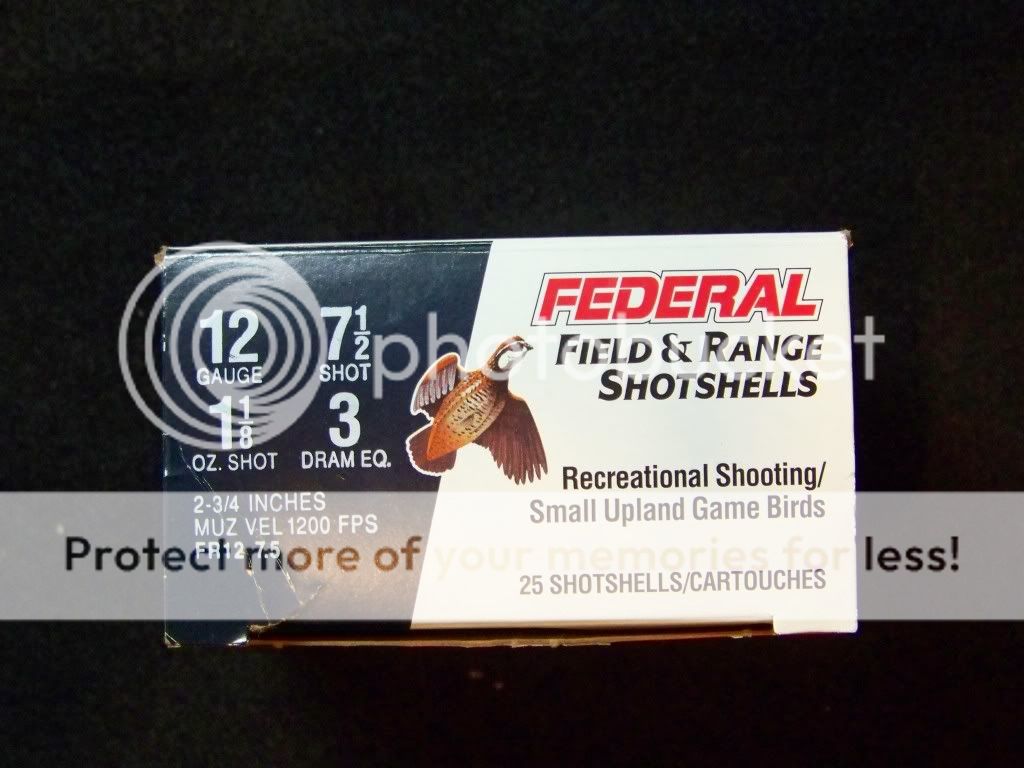 12
GAUGE
7 1/2
SHOT
1 1/8
OZ. SHOT
3
DRAM EQ.
2-3/4 INCHES
MUZ VEL 1200 FPS
FR12 7.5
FEDERAL
FIELD & RANGE
SHOTSHELLS
Recreational Shooting/
Small Upland Game Birds
25 SHOTSHELLS/CARTOUCHES
photobucket
Protect more of your memories for less!